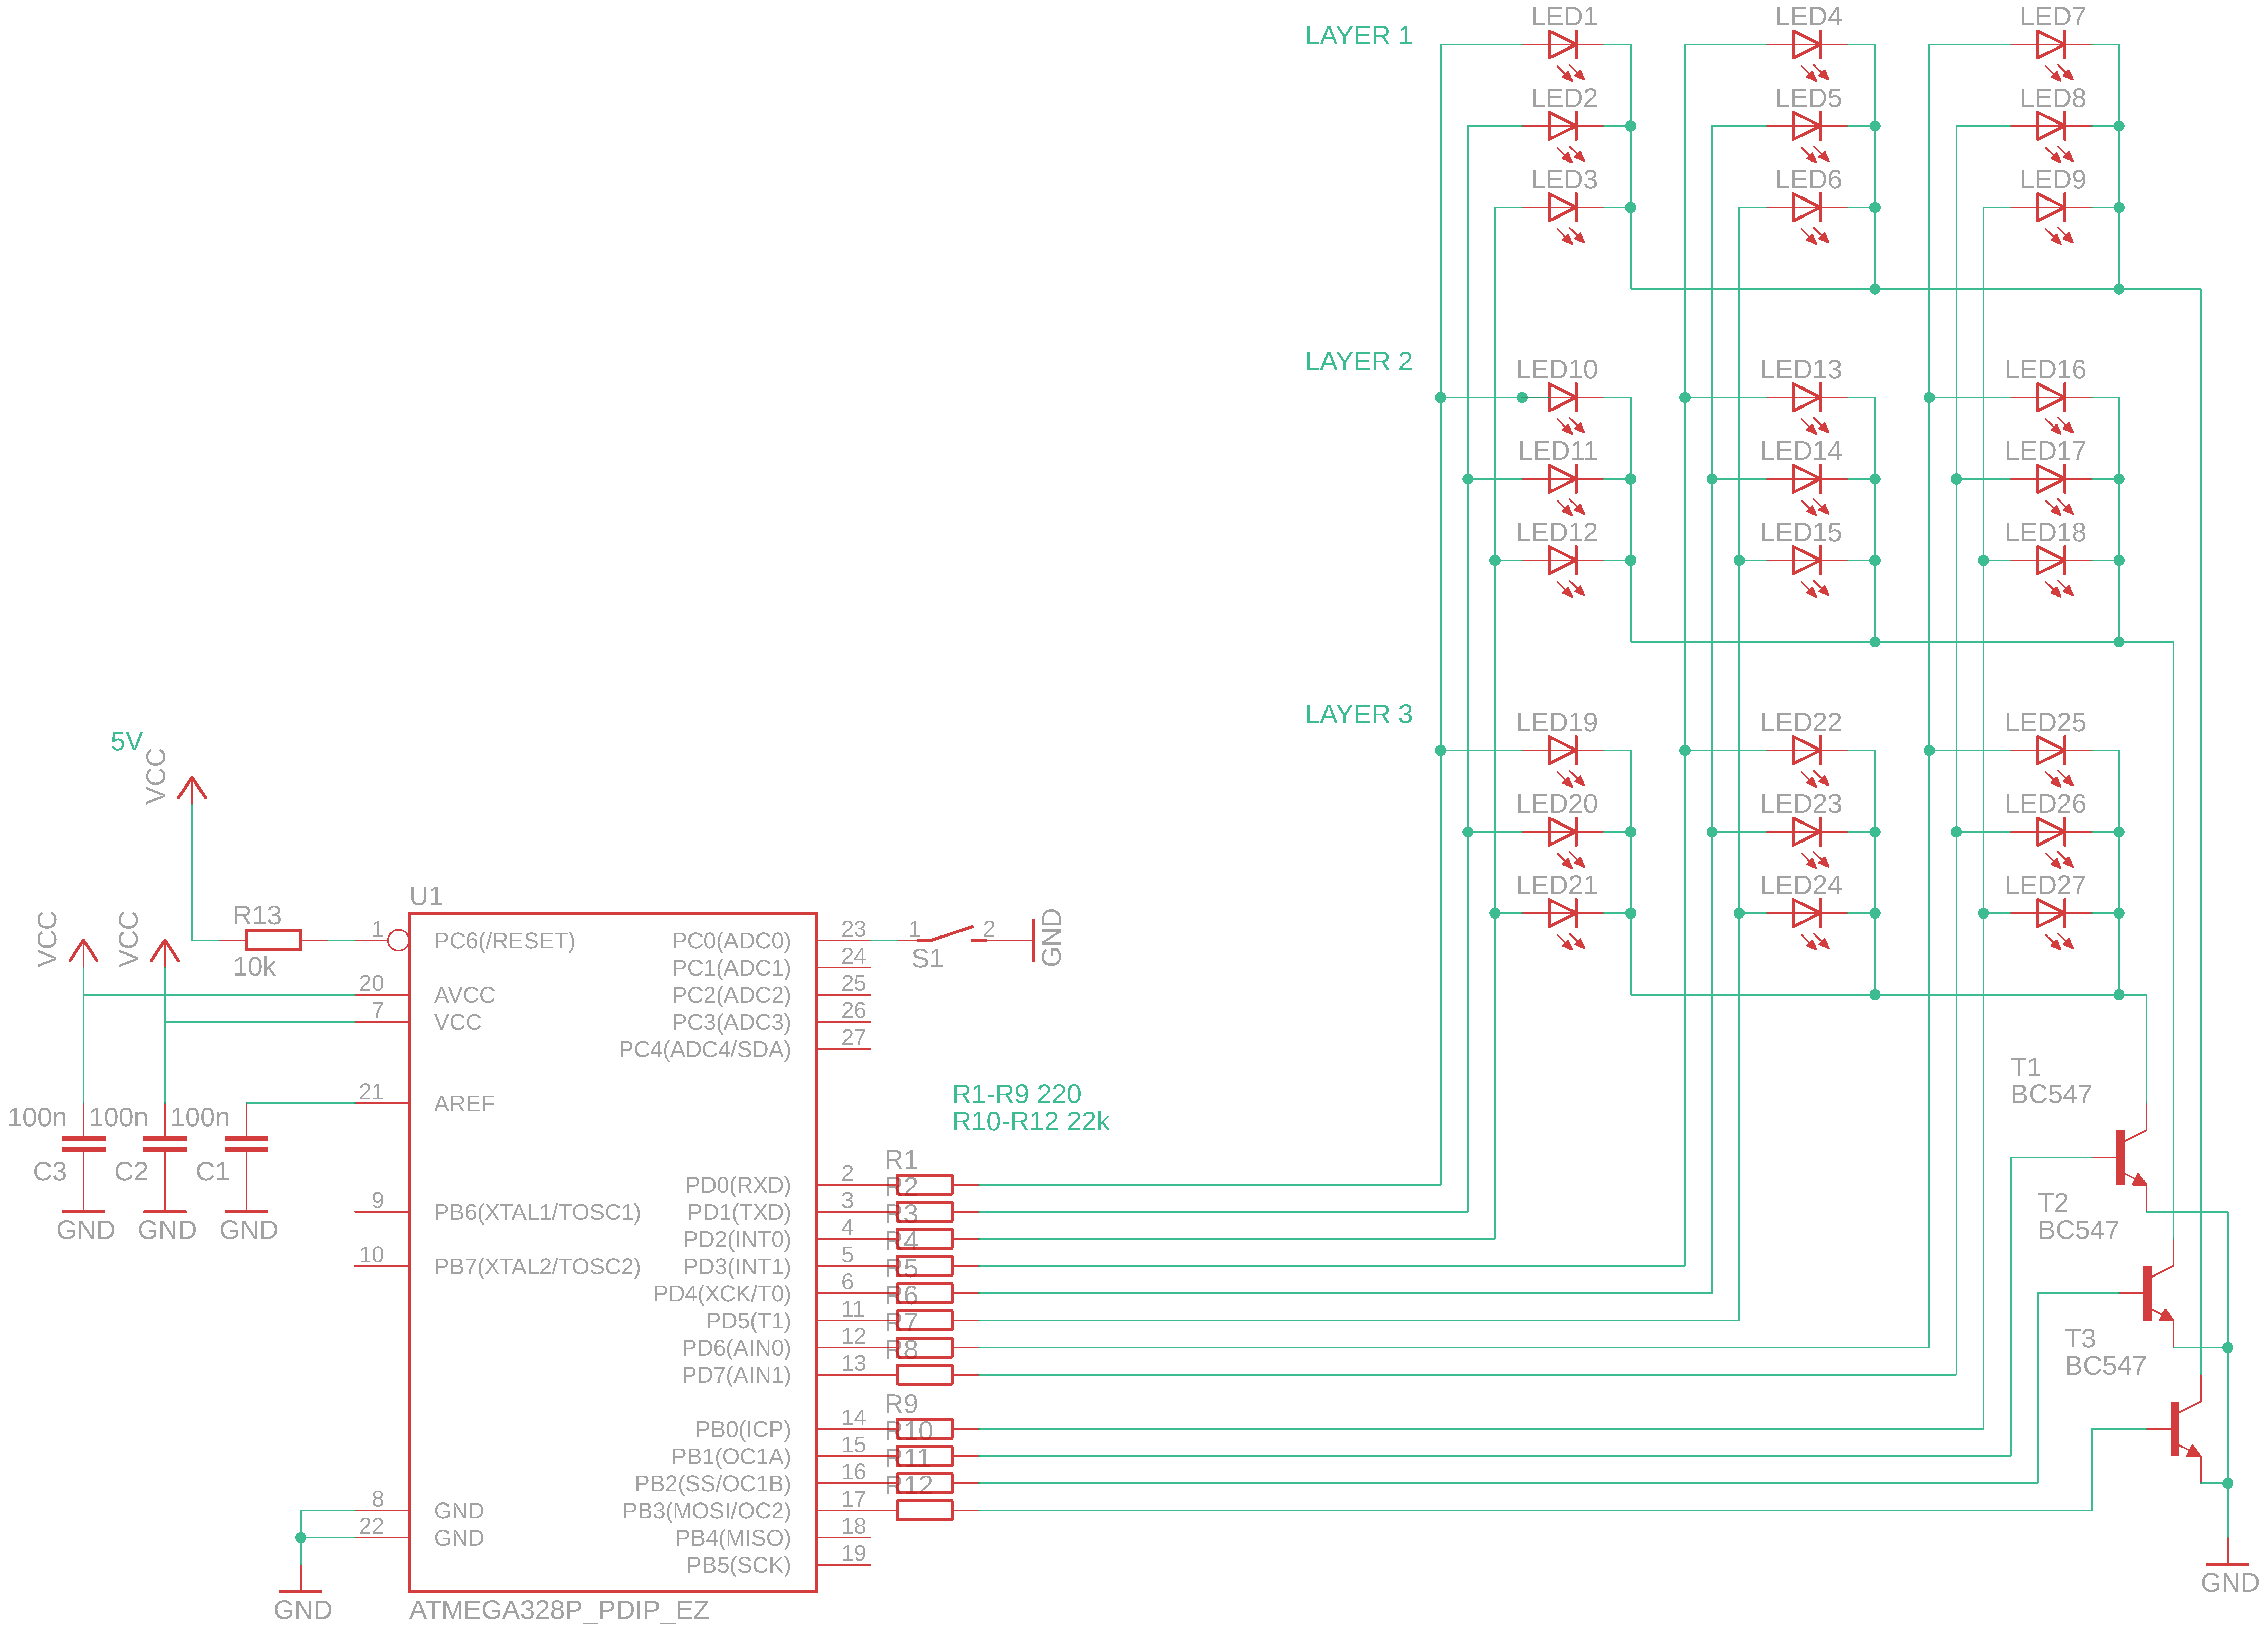 LAYER 1
LED1
LED4
LED7
LED2
LED5
LED8
LED3
LED6
LED9
LAYER 2
LED10
LED13
LED16
LED11
LED14
LED17
LED12
LED15
LED18
LAYER 3
LED19
LED22
LED25
LED20
LED23
LED26
LED21
LED24
LED27
5V
VCC
VCC
VCC
R13
10k
U1
1
PC6(/RESET)
20
AVCC
7
VCC
21
AREF
9
PB6(XTAL1/TOSC1)
10
PB7(XTAL2/TOSC2)
8
GND
22
GND
PC0(ADC0)
23
PC1(ADC1)
24
PC2(ADC2)
25
PC3(ADC3)
26
PC4(ADC4/SDA)
27
1
2
S1
GND
100n
100n
100n
C3
C2
C1
GND
GND
GND
R1-R9 220
R10-R12 22k
PD0(RXD)
2
R1
PD1(TXD)
3
R2
PD2(INT0)
4
R3
PD3(INT1)
5
R4
PD4(XCK/T0)
6
R5
PD5(T1)
11
R6
PD6(AIN0)
12
R7
PD7(AIN1)
13
R8
PB0(ICP)
14
R9
PB1(OC1A)
15
R10
PB2(SS/OC1B)
16
R11
PB3(MOSI/OC2)
17
R12
PB4(MISO)
18
PB5(SCK)
19
T1
BC547
T2
BC547
T3
BC547
GND
GND
ATMEGA328P_PDIP_EZ